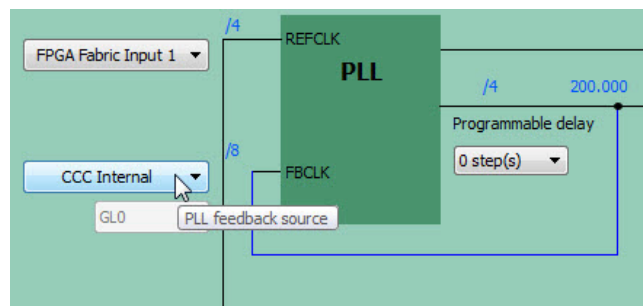 /4
REFCLK
FPGA Fabric Input 1
PLL
/4 200.000
Programmable delay
/8
0 step(s)
CCC Internal
FBCLK
GL0
PLL feedback source